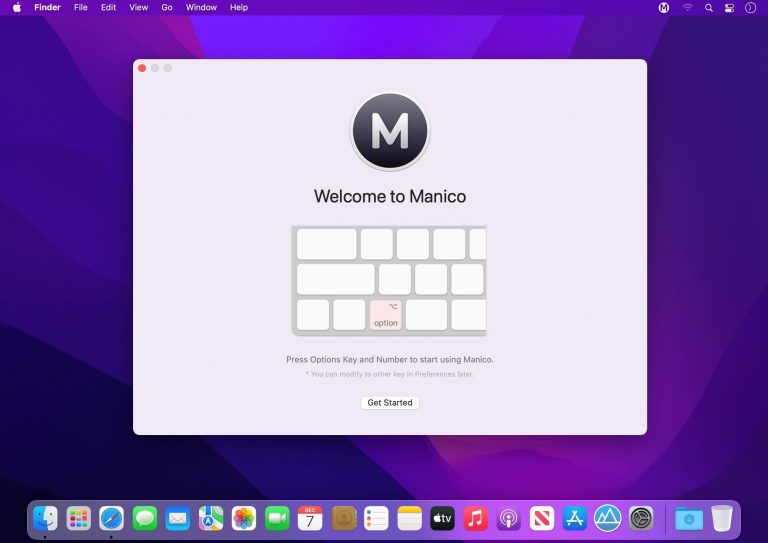 Finder File Edit View Go Window Help M
M
Welcome to Manico
⌥
option
Press Options Key and Number to start using Manico.
* You can modify to other key in Preferences later.
Get Started
DEC
7
tv